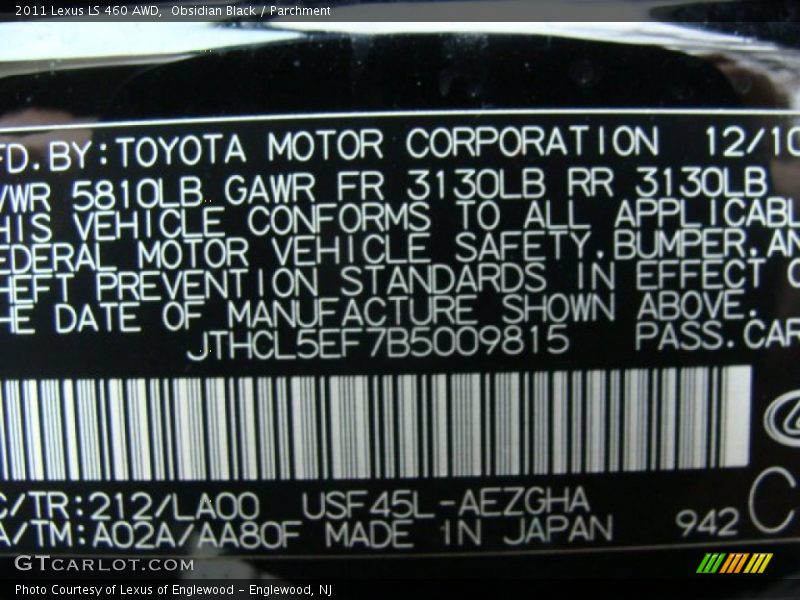 2011 Lexus LS 460 AWD, Obsidian Black / Parchment
FD.BY:TOYOTA MOTOR CORPORATION 12/10
VWR 5810LB GAWR FR 3130LB RR 3130LB
HIS VEHICLE CONFORMS TO ALL APPLICABL
EDERAL MOTOR VEHICLE SAFETY.BUMPER.AN
HEFT PREVENTION STANDARDS IN EFFECT O
HE DATE OF MANUFACTURE SHOWN ABOVE.
JTHCL5EF7B5009815 PASS.CAR
C/TR:212/LA00 USF45L-AEZGHA
A/TM:A02A/AA80F MADE IN JAPAN 942 C
GTCARLOT.COM
Photo Courtesy of Lexus of Englewood - Englewood, NJ